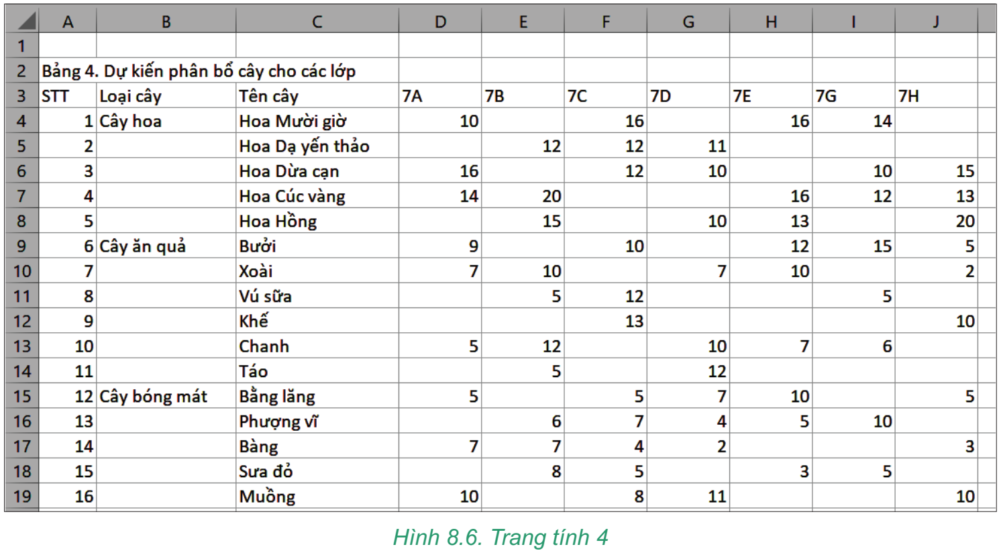 A B C D E F G H I J
1
2 Bảng 4. Dự kiến phân bổ cây cho các lớp
3 STT Loại cây Tên cây 7A 7B 7C 7D 7E 7G 7H
4 1 Cây hoa Hoa Mười giờ 10 16 16 14
5 2 Hoa Dạ yến thảo 12 12 11
6 3 Hoa Dừa cạn 16 12 10 10 15
7 4 Hoa Cúc vàng 14 20 16 12 13
8 5 Hoa Hồng 15 10 13 20
9 6 Cây ăn quả Bưởi 9 10 12 15 5
10 7 Xoài 7 10 7 10 2
11 8 Vú sữa 5 12 5
12 9 Khế 13 10
13 10 Chanh 5 12 10 7 6
14 11 Táo 5 12
15 12 Cây bóng mát Bằng lăng 5 5 7 10 5
16 13 Phượng vĩ 6 7 4 5 10
17 14 Bàng 7 7 4 2 3
18 15 Sưa đỏ 8 5 3 5
19 16 Muồng 10 8 11 10
Hình 8.6. Trang tính 4